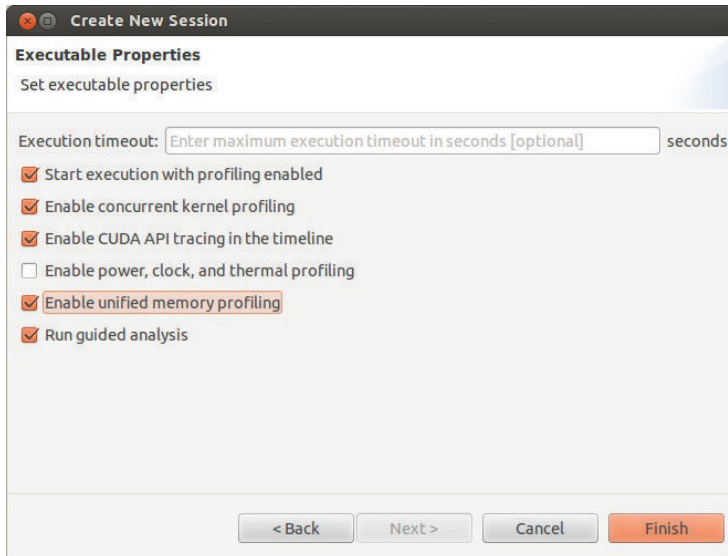 Create New Session
Executable Properties
Set executable properties
Execution timeout: Enter maximum execution timeout in seconds [optional] seconds
Start execution with profiling enabled
Enable concurrent kernel profiling
Enable CUDA API tracing in the timeline
Enable power, clock, and thermal profiling
Enable unified memory profiling
Run guided analysis
< Back Next > Cancel Finish